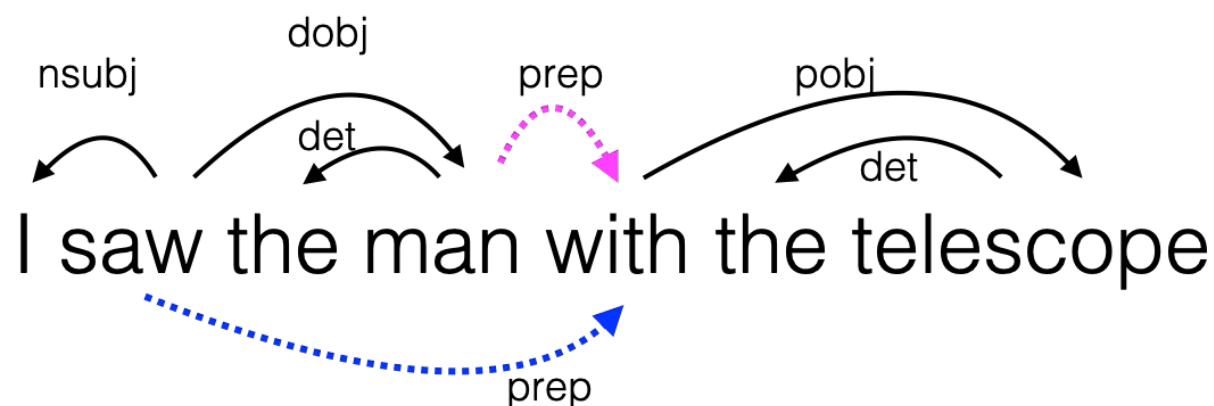 dobj
nsubj prep pobj
det det
I saw the man with the telescope
prep